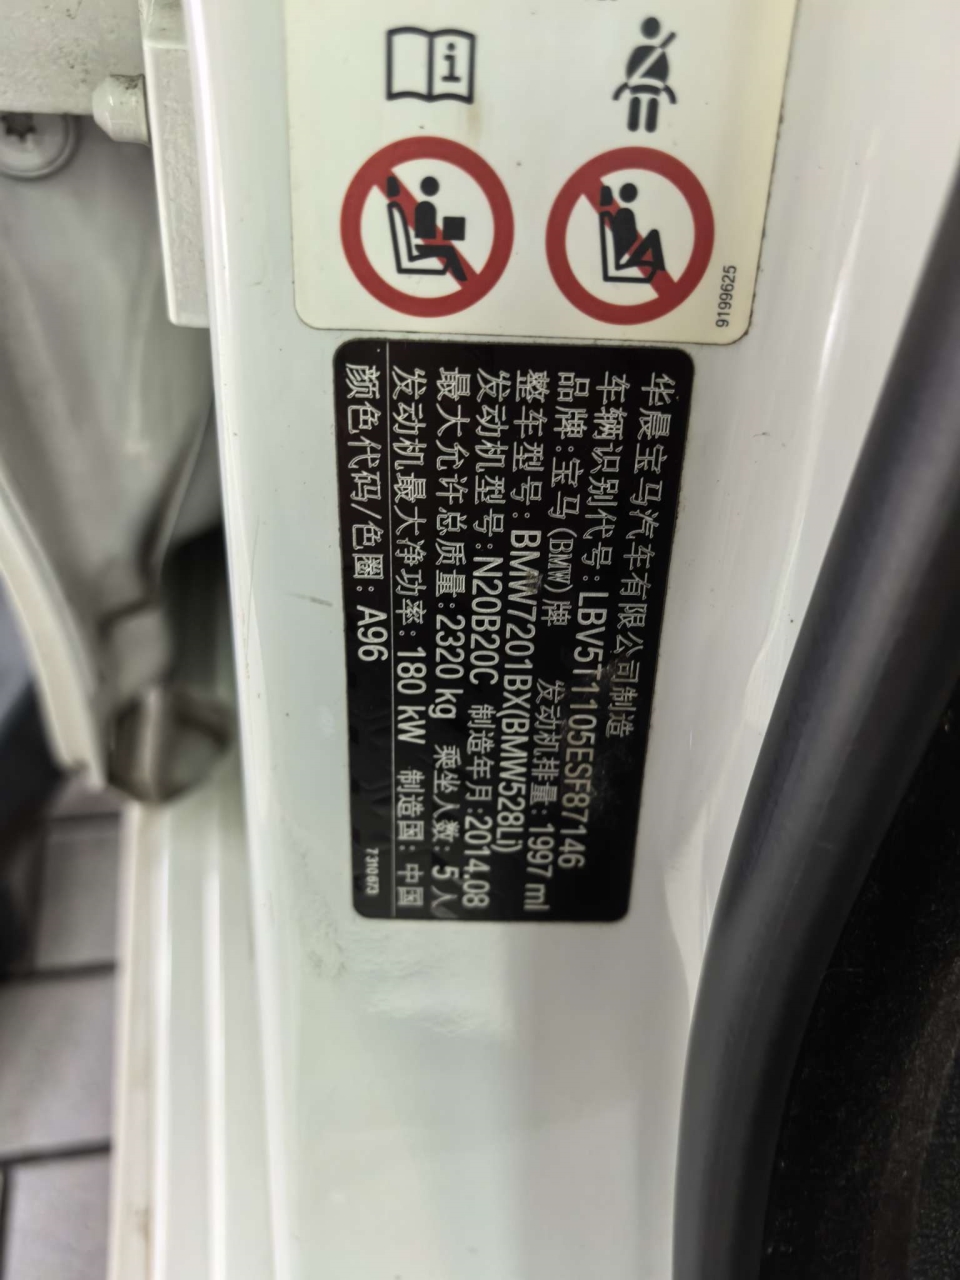 9199625
华晨宝马汽车有限公司制造
车辆识别代号:LBV5T1105ESF87146
品牌:宝马(BMW)牌 发动机排量:1997 ml
整车型号:BMW7201BX(BMW528Li)
发动机型号:N20B20C 制造年月:2014.08
最大允许总质量:2320 kg 乘坐人数:5人
发动机最大净功率:180 kW 制造国:中国
颜色代码/色圈:A96
7310673